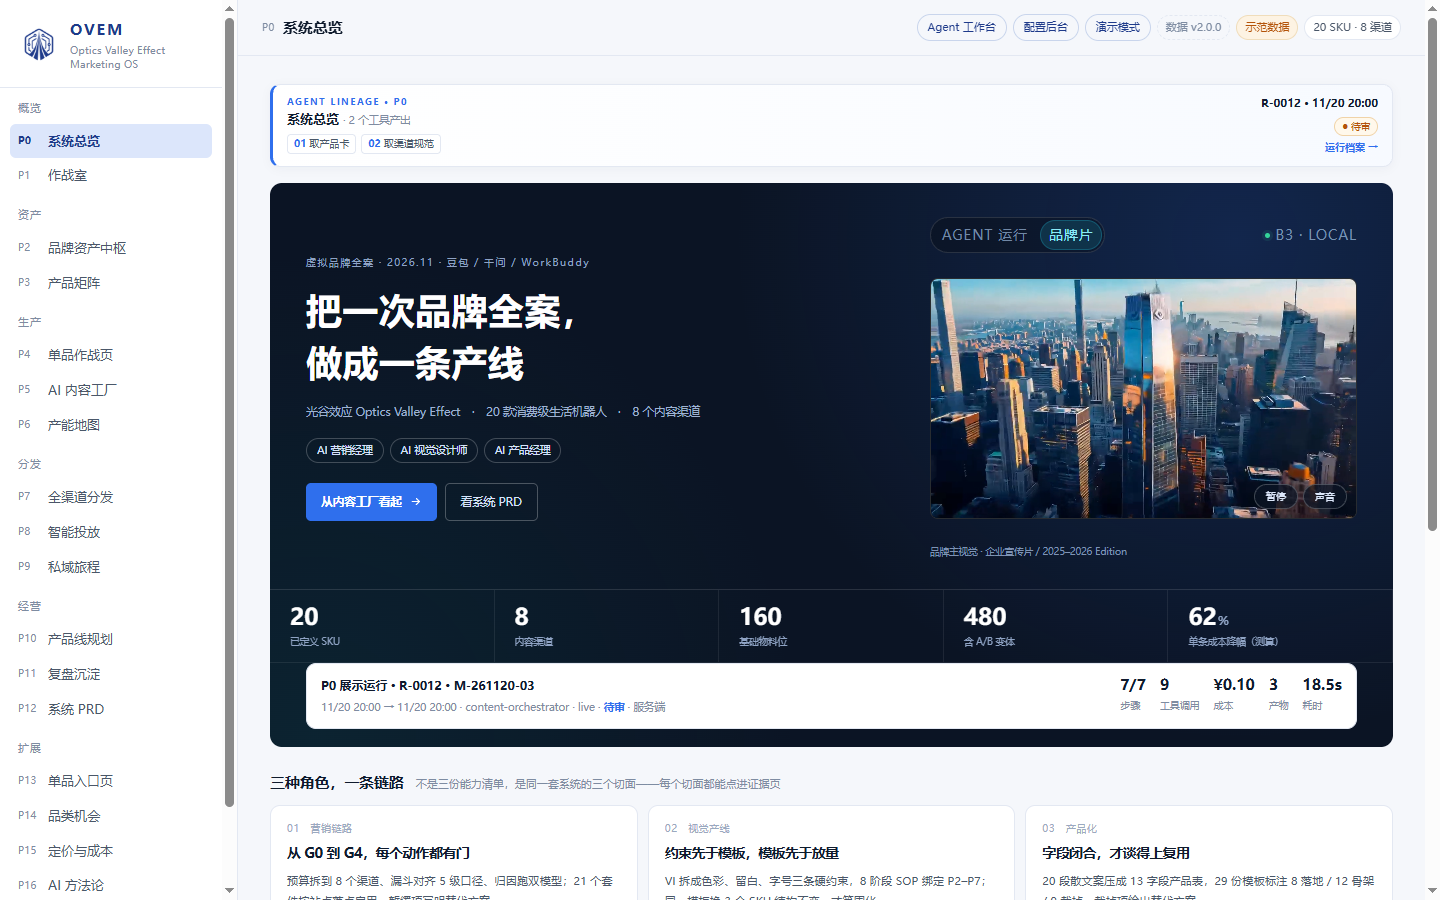 OVEM
Optics Valley Effect
Marketing OS
概览
P0 系统总览
P1 作战室
资产
P2 品牌资产中枢
P3 产品矩阵
生产
P4 单品作战页
P5 AI 内容工厂
P6 产能地图
分发
P7 全渠道分发
P8 智能投放
P9 私域旅程
经营
P10 产品线规划
P11 复盘沉淀
P12 系统 PRD
扩展
P13 单品入口页
P14 品类机会
P15 定价与成本
P16 AI 方法论
P0 系统总览
Agent 工作台
配置后台
演示模式
数据 v2.0.0
示范数据
20 SKU · 8 渠道
AGENT LINEAGE • P0
系统总览 · 2 个工具产出
01 取产品卡
02 取渠道规范
R-0012 • 11/20 20:00
• 待审
运行档案 →
虚拟品牌全案 · 2026.11 · 豆包 / 千问 / WorkBuddy
把一次品牌全案，
做成一条产线
光谷效应 Optics Valley Effect · 20 款消费级生活机器人 · 8 个内容渠道
AI 营销经理
AI 视觉设计师
AI 产品经理
从内容工厂看起 →
看系统 PRD
AGENT 运行
品牌片
B3 · LOCAL
暂停
声音
品牌主视觉 · 企业宣传片 / 2025–2026 Edition
20
已定义 SKU
8
内容渠道
160
基础物料位
480
含 A/B 变体
62%
单条成本降幅（测算）
P0 展示运行 • R-0012 • M-261120-03
11/20 20:00 → 11/20 20:00 · content-orchestrator · live · 待审 · 服务端
7/7
步骤
9
工具调用
¥0.10
成本
3
产物
18.5s
耗时
三种角色，一条链路 不是三份能力清单，是同一套系统的三个切面——每个切面都能点进证据页
01 营销链路
从 G0 到 G4，每个动作都有门
预算拆到 8 个渠道、漏斗对齐 5 级口径、归因跑双模型；21 个套
02 视觉产线
约束先于模板，模板先于放量
VI 拆成色彩、留白、字号三条硬约束，8 阶段 SOP 绑定 P2–P7；
03 产品化
字段闭合，才谈得上复用
20 段散文案压成 13 字段产品表，29 份模板标注 8 落地 / 12 骨架